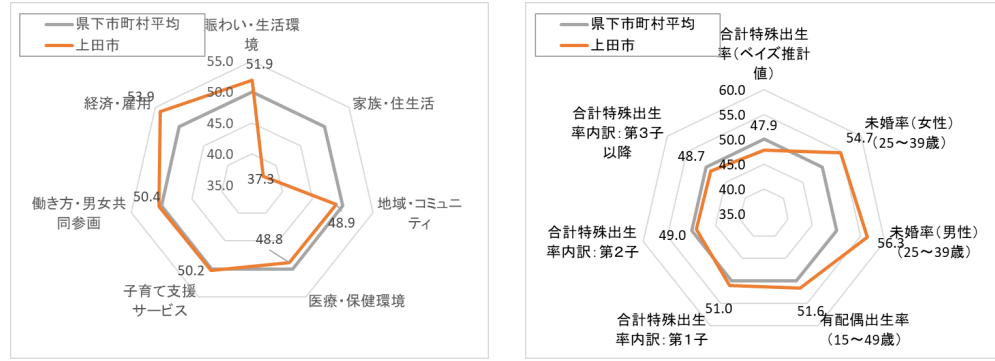 県下市町村平均
上田市
賑わい・生活環
境
55.0
51.9
50.0
45.0
40.0
35.0
53.9
経済・雇用
家族・住生活
37.3
50.4
働き方・男女共
同参画
地域・コミュニ
ティ
48.9
48.8
50.2
子育て支援
サービス
医療・保健環境
県下市町村平均
上田市
合計特殊出生
率(ベイズ推計
値)
60.0
55.0
50.0
47.9
45.0
40.0
35.0
合計特殊出生
率内訳:第3子
以降
48.7
54.7
未婚率(女性)
(25~39歳)
合計特殊出生
率内訳:第2子
49.0
未婚率(男性)
56.3
(25~39歳)
51.0
合計特殊出生
率内訳:第1子
51.6
有配偶出生率
(15~49歳)